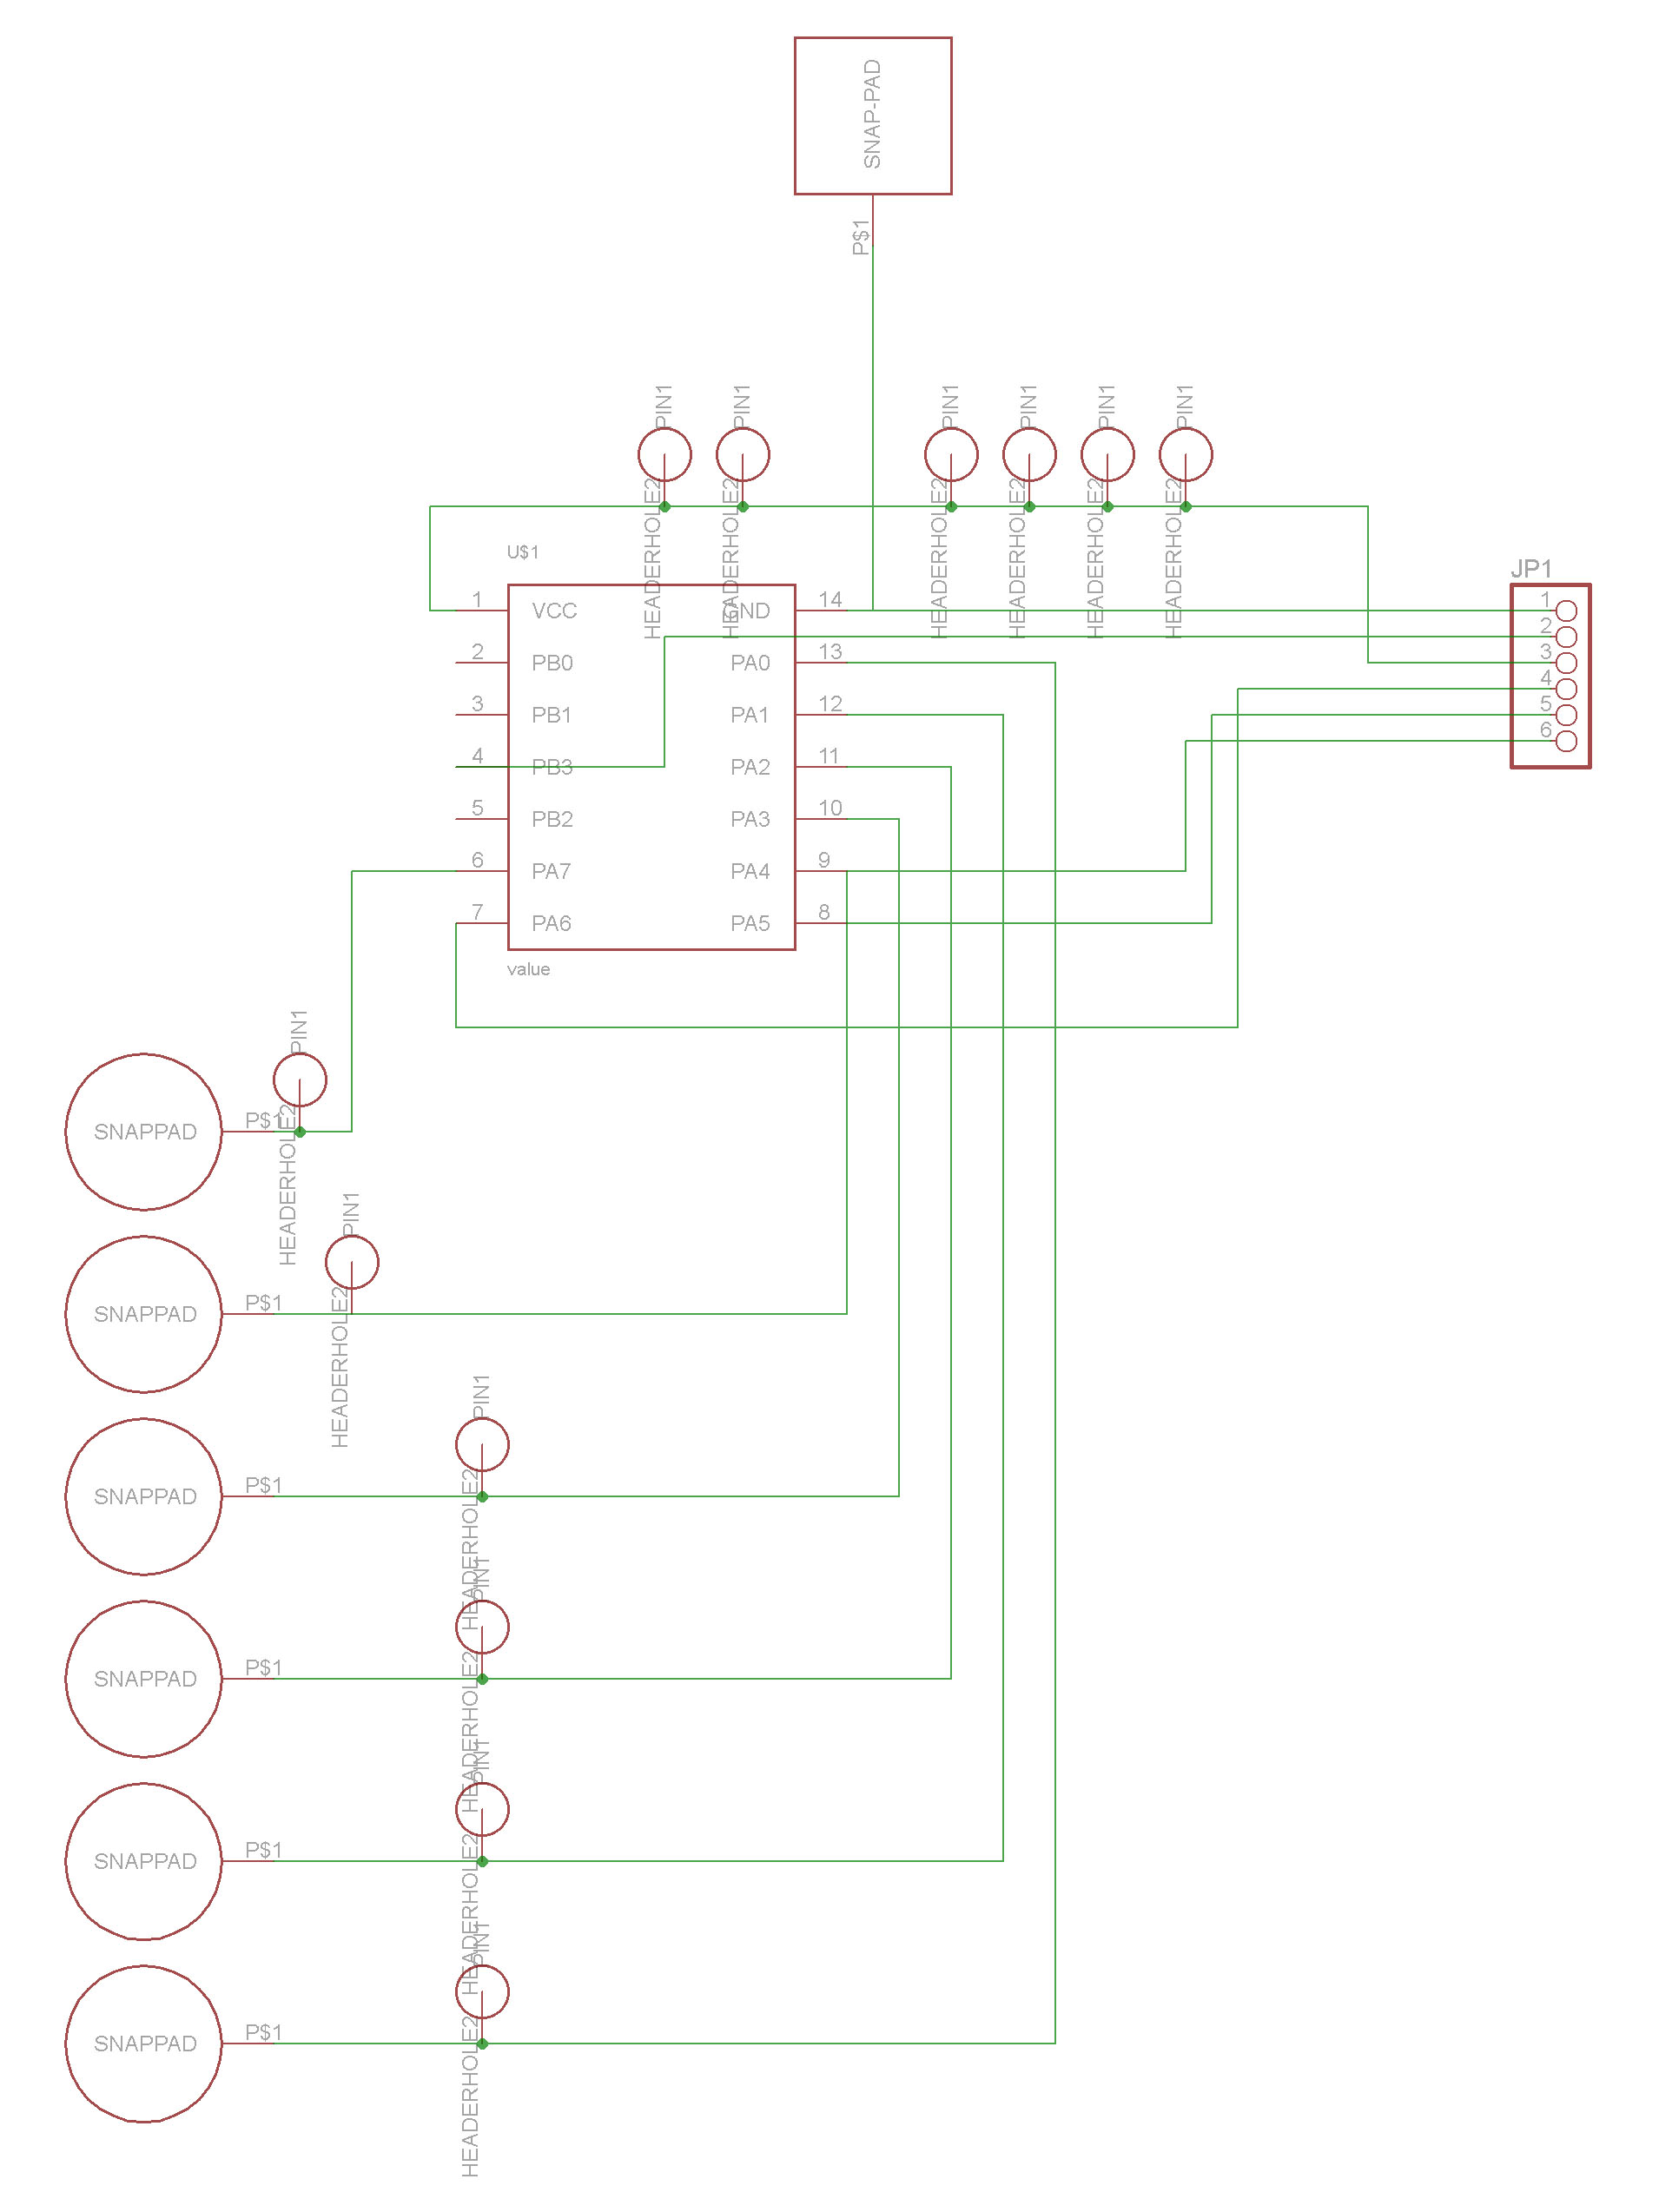 SNAP-PAD
P$1
PIN1
PIN1
PIN1
PIN1
PIN1
PIN1
HEADERHOLE2
HEADERHOLE2
HEADERHOLE2
HEADERHOLE2
HEADERHOLE2
HEADERHOLE2
U$1
JP1
1 VCC GND 14
2 PB0 PA0 13
3 PB1 PA1 12
4 PB3 PA2 11
5 PB2 PA3 10
6 PA7 PA4 9
7 PA6 PA5 8
value
1
2
3
4
5
6
PIN1
SNAPPAD P$1
HEADERHOLE2
PIN1
SNAPPAD P$1
HEADERHOLE2
PIN1
SNAPPAD P$1
HEADERHOLE2
PIN1
SNAPPAD P$1
HEADERHOLE2
PIN1
SNAPPAD P$1
HEADERHOLE2
PIN1
SNAPPAD P$1
HEADERHOLE2